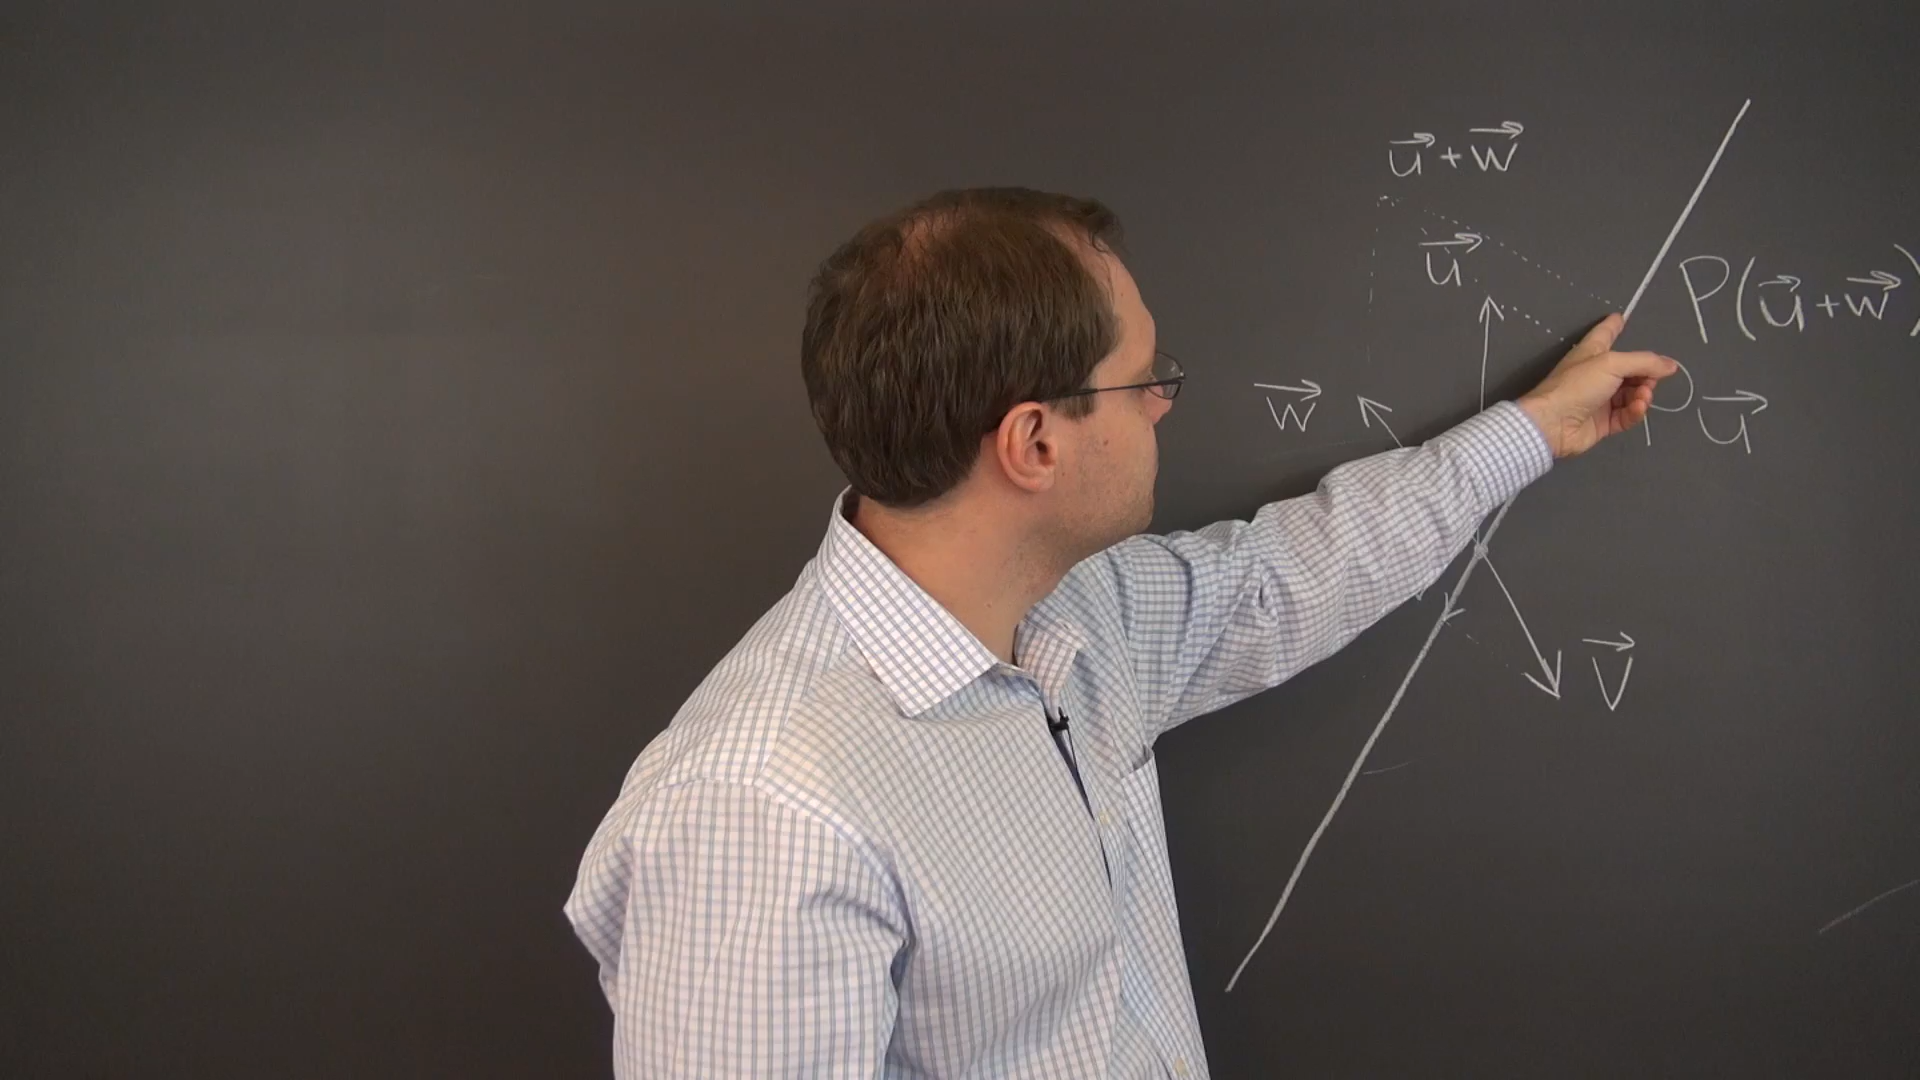 u⃗ + w⃗
u⃗
P(u⃗ + w⃗)
w⃗
Pu⃗
v⃗